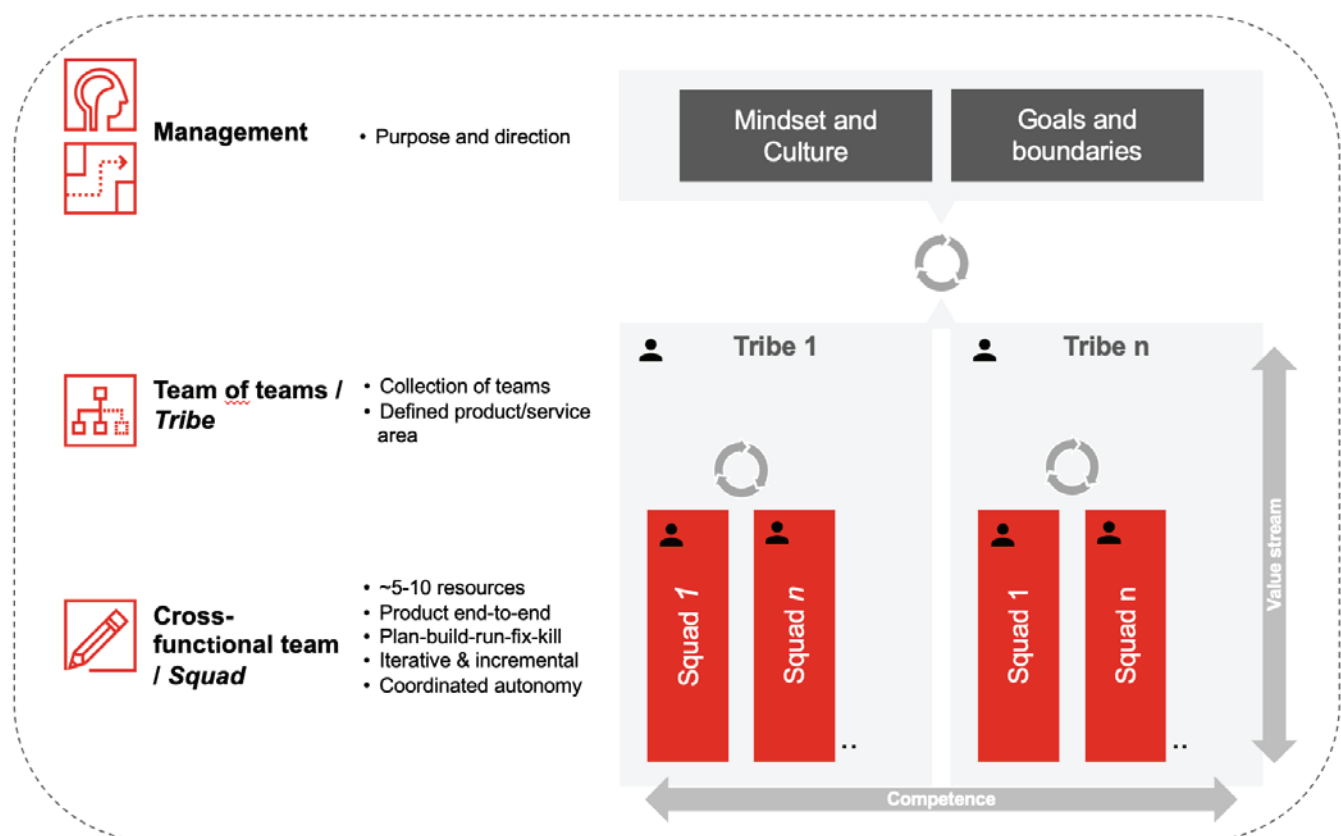 Management
• Purpose and direction
Mindset and
Culture
Goals and
boundaries
Team of teams /
Tribe
• Collection of teams
• Defined product/service
area
Tribe 1
Tribe n
Cross-
functional team
/ Squad
• ~5-10 resources
• Product end-to-end
• Plan-build-run-fix-kill
• Iterative & incremental
• Coordinated autonomy
Squad 1
Squad n
..
Squad 1
Squad n
..
Value stream
Competence